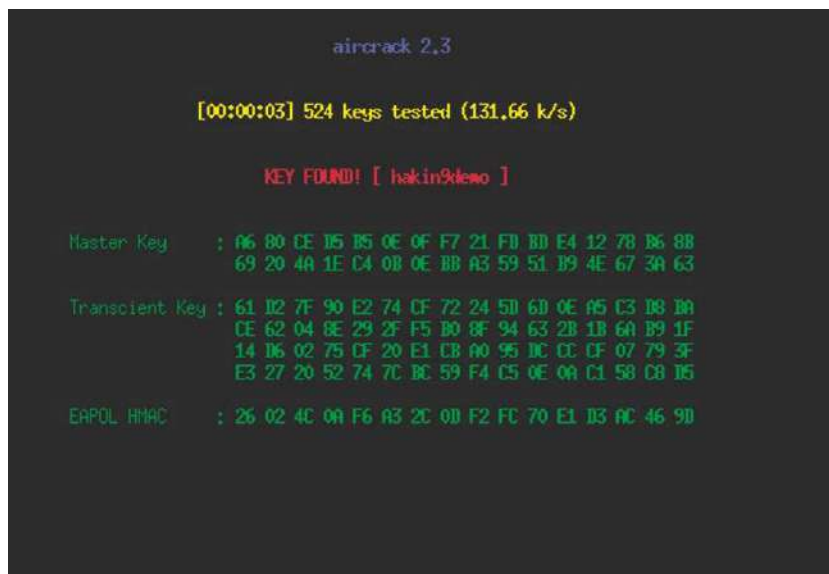 aircrack 2.3
[00:00:03] 524 keys tested (131.66 k/s)
KEY FOUND! [ hakin9demo ]
Master Key : A6 80 CE D5 B5 0E 0F F7 21 FD BD E4 12 78 B6 8B
69 20 4A 1E C4 0B 0E BB A3 59 51 B9 4E 67 3A 63
Transcient Key : 61 D2 7F 90 E2 74 CF 72 24 5D 6D 0E A5 C3 D8 BA
CE 62 04 8E 29 2F F5 B0 8F 94 63 2B 1B 6A B9 1F
14 D6 02 75 CF 20 E1 CB A0 95 DC CC CF 07 79 3F
E3 27 20 52 74 7C BC 59 F4 C5 0E 0A C1 58 C8 D5
EAPOL HMAC : 26 02 4C 0A F6 A3 2C 0D F2 FC 70 E1 D3 AC 46 9D